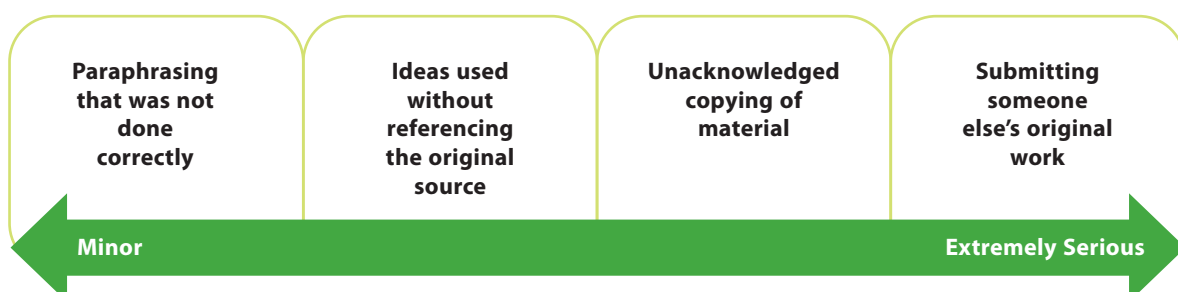 Paraphrasing
that was not
done
correctly
Ideas used
without
referencing
the original
source
Unacknowledged
copying of
material
Submitting
someone
else's original
work
Minor
Extremely Serious